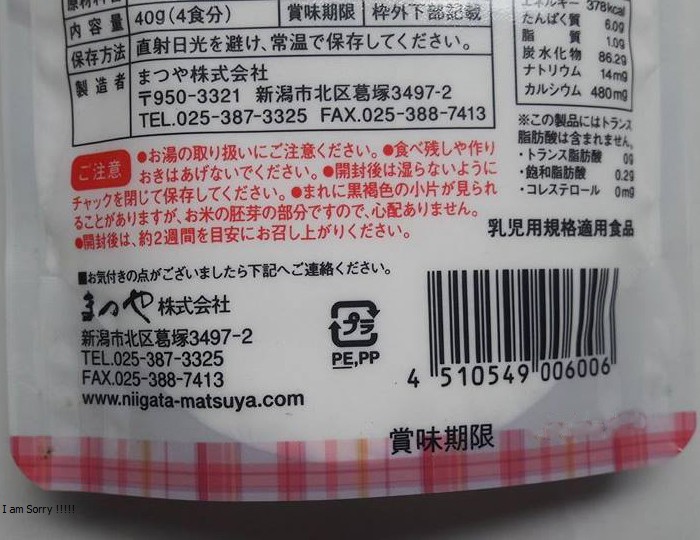 内容量 40g(4食分) 賞味期限 枠外下部記載
保存方法 直射日光を避け、常温で保存してください。
製造者 まつや株式会社
〒950-3321 新潟市北区葛塚3497-2
TEL.025-387-3325 FAX.025-388-7413
エネルギー 378kcal
たんぱく質 6.0g
脂質 1.0g
炭水化物 86.2g
ナトリウム 14mg
カルシウム 480mg
※この製品にはトランス
脂肪酸は含まれません。
・トランス脂肪酸 0g
・飽和脂肪酸 0.2g
・コレステロール 0mg
乳児用規格適用食品
ご注意
●お湯の取り扱いにご注意ください。●食べ残しや作り
おきはあげないでください。●開封後は湿らないように
チャックを閉じて保存してください。●まれに黒褐色の小片が見られ
ることがありますが、お米の胚芽の部分ですので、心配ありません。
●開封後は、約2週間を目安にお召し上がりください。
■お気付きの点がございましたら下記へご連絡ください。
まつや 株式会社
新潟市北区葛塚3497-2
TEL.025-387-3325
FAX.025-388-7413
www.niigata-matsuya.com
プラ
PE,PP
4 510549 006006
賞味期限
I am Sorry !!!!!